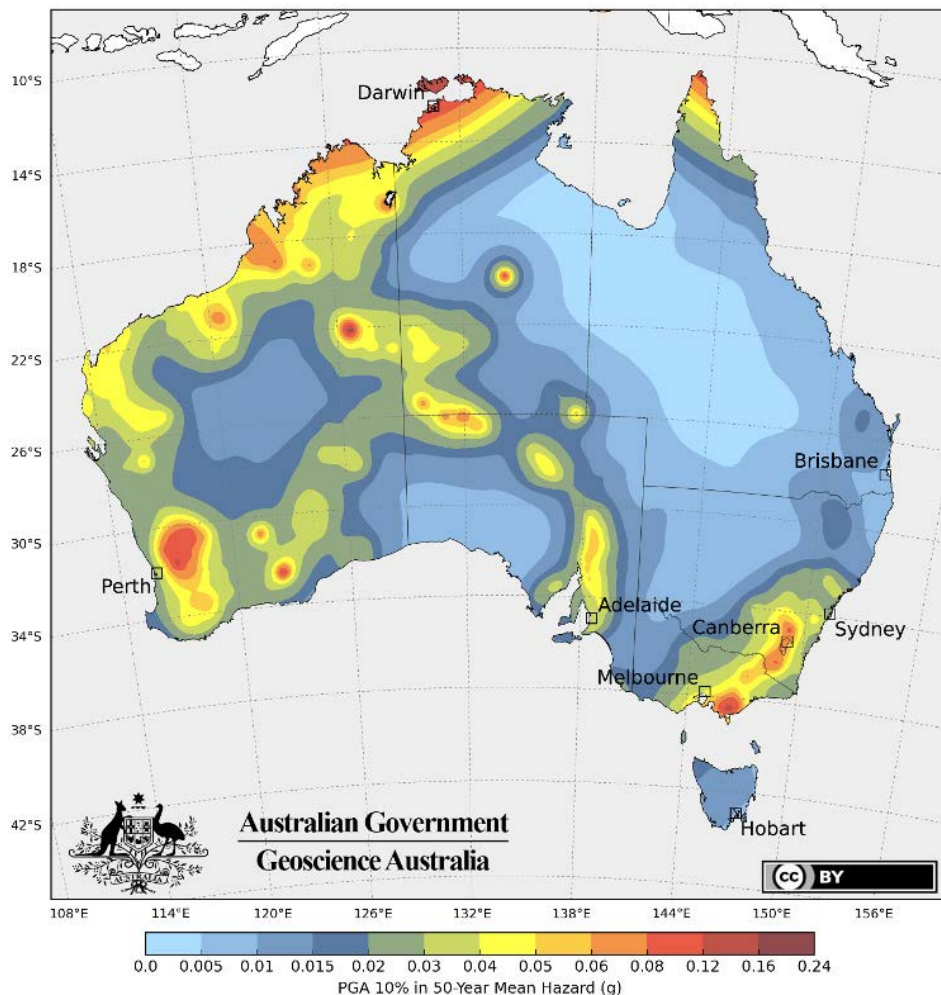 10°S
Darwin
14°S
18°S
22°S
26°S
Brisbane
30°S
Perth
Adelaide
34°S
Canberra
Sydney
Melbourne
38°S
42°S
Hobart
AUSTRALIA
Australian Government
Geoscience Australia
cc BY
108°E 114°E 120°E 126°E 132°E 138°E 144°E 150°E 156°E
0.0 0.005 0.01 0.015 0.02 0.03 0.04 0.05 0.06 0.08 0.12 0.16 0.24
PGA 10% in 50-Year Mean Hazard (g)